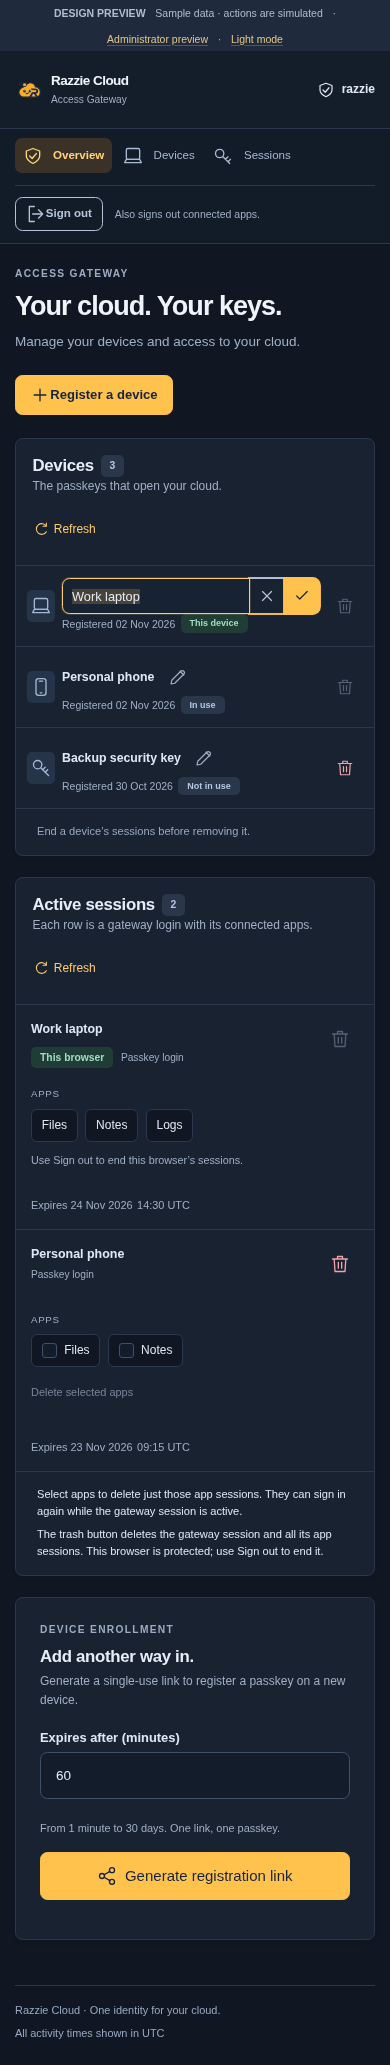 DESIGN PREVIEW Sample data · actions are simulated ·
Administrator preview · Light mode
Razzie Cloud
Access Gateway
razzie
Overview Devices Sessions
Sign out Also signs out connected apps.
ACCESS GATEWAY
Your cloud. Your keys.
Manage your devices and access to your cloud.
Register a device
Devices 3
The passkeys that open your cloud.
Refresh
Work laptop
Registered 02 Nov 2026 This device
Personal phone
Registered 02 Nov 2026 In use
Backup security key
Registered 30 Oct 2026 Not in use
End a device's sessions before removing it.
Active sessions 2
Each row is a gateway login with its connected apps.
Refresh
Work laptop
This browser Passkey login
APPS
Files Notes Logs
Use Sign out to end this browser's sessions.
Expires 24 Nov 2026 14:30 UTC
Personal phone
Passkey login
APPS
Files Notes
Delete selected apps
Expires 23 Nov 2026 09:15 UTC
Select apps to delete just those app sessions. They can sign in
again while the gateway session is active.
The trash button deletes the gateway session and all its app
sessions. This browser is protected; use Sign out to end it.
DEVICE ENROLLMENT
Add another way in.
Generate a single-use link to register a passkey on a new
device.
Expires after (minutes)
60
From 1 minute to 30 days. One link, one passkey.
Generate registration link
Razzie Cloud · One identity for your cloud.
All activity times shown in UTC